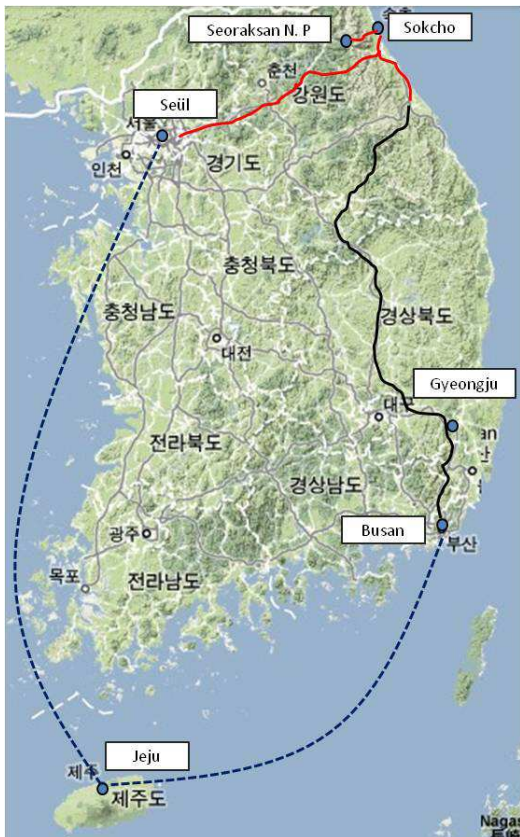 Seoraksan N. P
Sokcho
춘천
강원도
Seül
서울
인천
경기도
충청북도
충청남도
경상북도
대전
Gyeongju
대구
전라북도
경상남도
Busan
부산
광주
목포
전라남도
Jeju
제주
제주도
Nagas